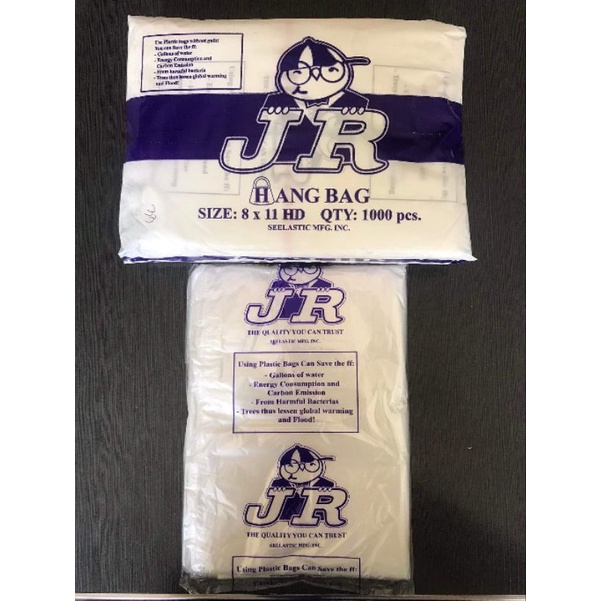 Use Plastic bags without guilt!
You can Save the ff:
- Gallons of water
- Energy Consumption and
Carbon Emission
- From harmful bacteria
- Trees thus lessen global warming
and Flood!
JR
HANG BAG
SIZE: 8 x 11 HD QTY: 1000 pcs.
SEELASTIC MFG. INC.
JR
THE QUALITY YOU CAN TRUST
SEELASTIC MFG. INC.
Using Plastic Bags Can Save the ff:
- Gallons of water
- Energy Consumption and
Carbon Emission
- From Harmful Bacterias
- Trees thus lessen global warming
and Flood!
JR
THE QUALITY YOU CAN TRUST
SEELASTIC MFG. INC.
Using Plastic Bags Can Save the ff: